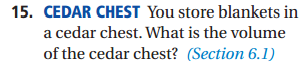 15. CEDAR CHEST You store blankets in
a cedar chest. What is the volume
of the cedar chest? (Section 6.1)